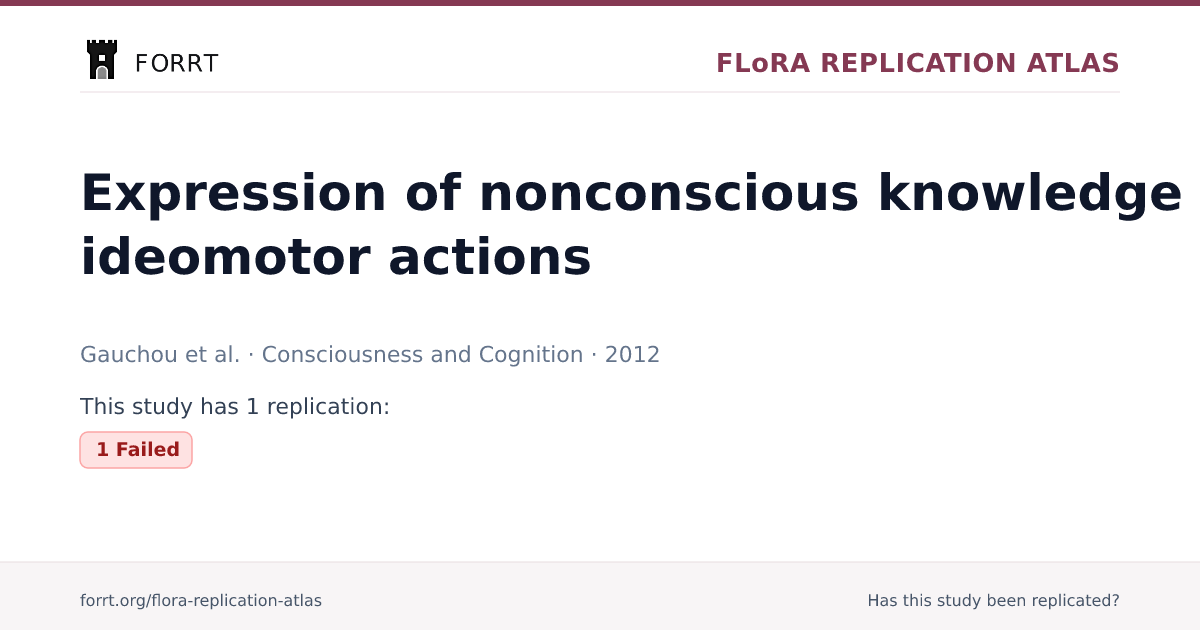 FORRT
FLoRA REPLICATION ATLAS
Expression of nonconscious knowledge
ideomotor actions
Gauchou et al. · Consciousness and Cognition · 2012
This study has 1 replication:
1 Failed
forrt.org/flora-replication-atlas
Has this study been replicated?